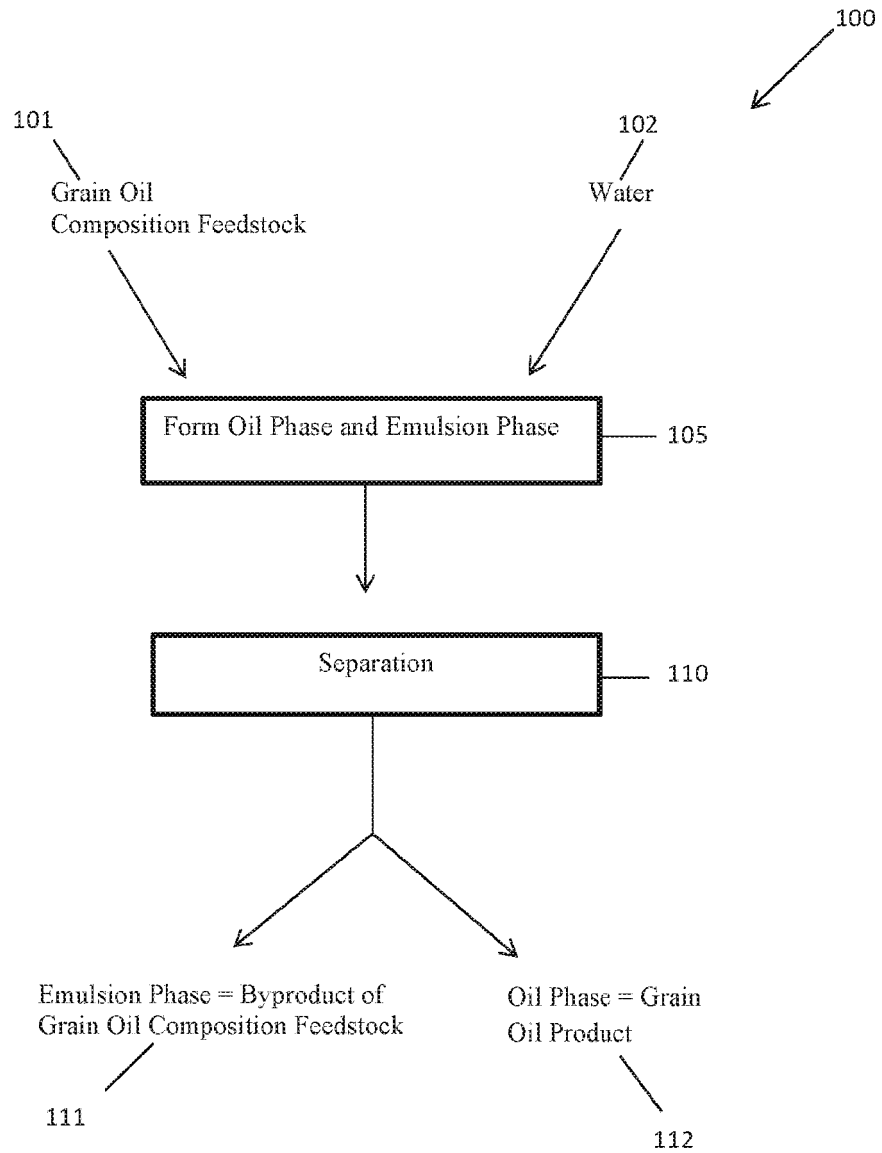 100
101
102
Grain Oil
Composition Feedstock
Water
Form Oil Phase and Emulsion Phase
105
Separation
110
Emulsion Phase = Byproduct of
Grain Oil Composition Feedstock
Oil Phase = Grain
Oil Product
111
112